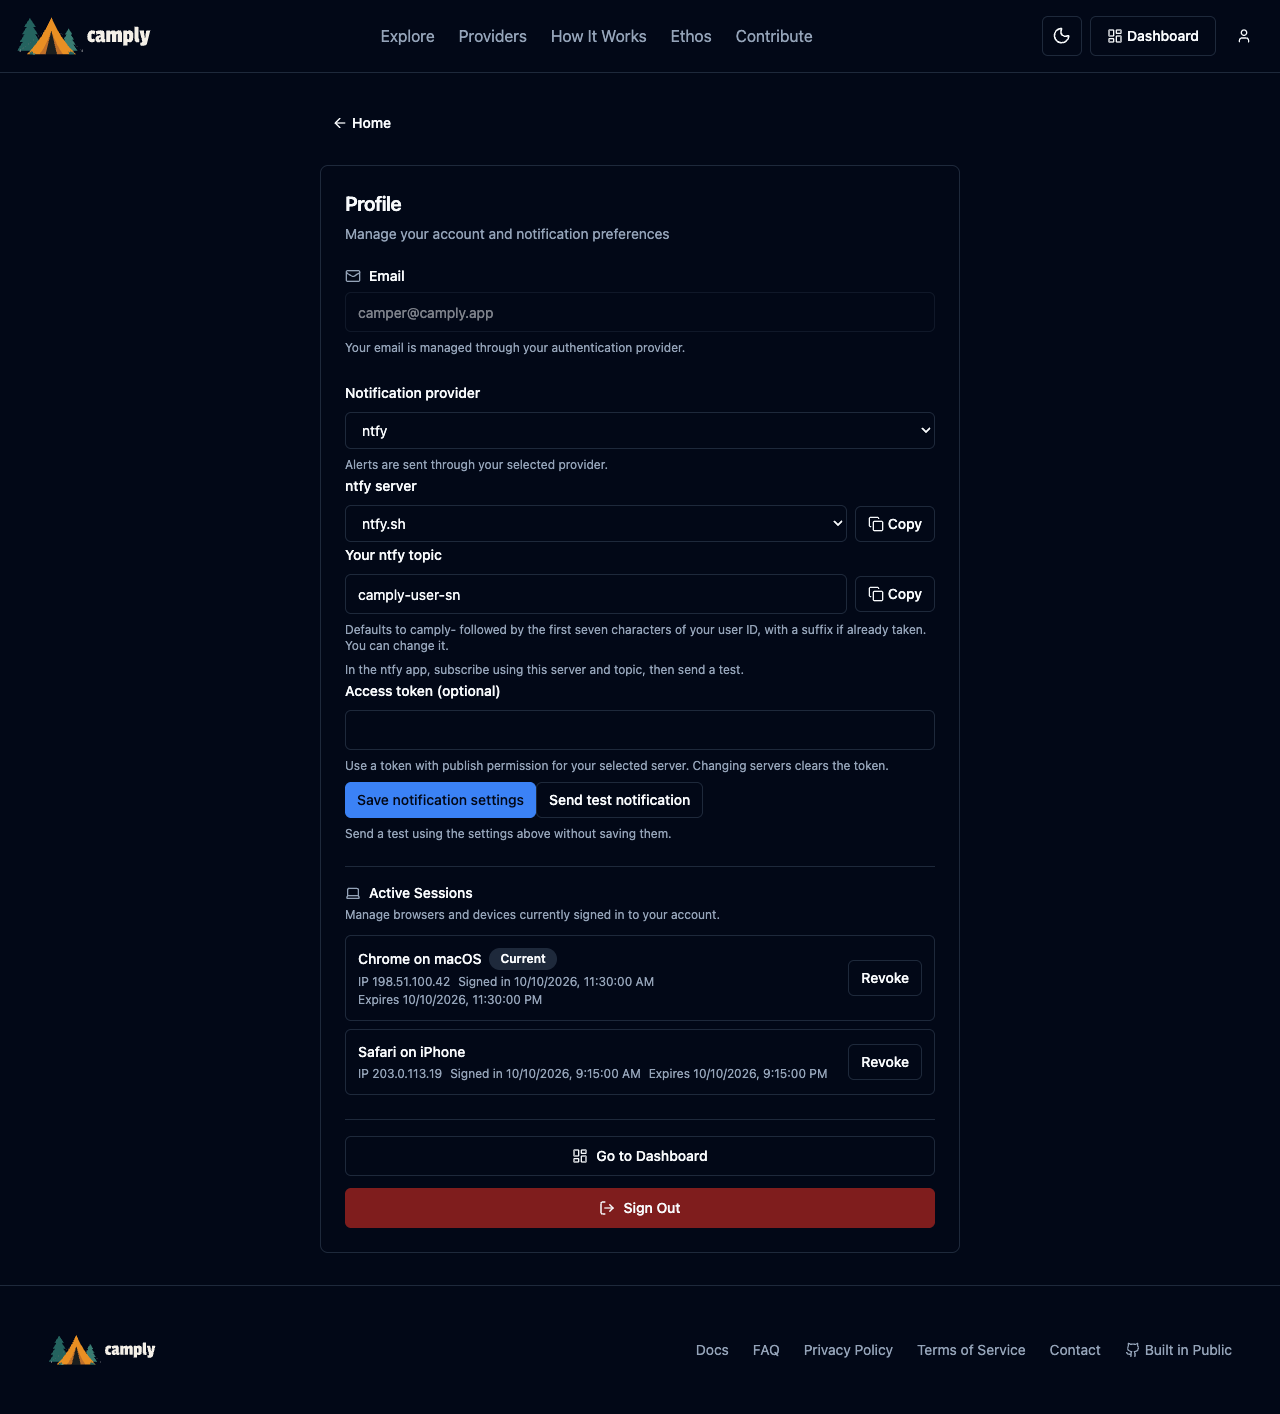 camply
Explore
Providers
How It Works
Ethos
Contribute
Dashboard
Home
Profile
Manage your account and notification preferences
Email
camper@camply.app
Your email is managed through your authentication provider.
Notification provider
ntfy
Alerts are sent through your selected provider.
ntfy server
ntfy.sh
Copy
Your ntfy topic
camply-user-sn
Copy
Defaults to camply- followed by the first seven characters of your user ID, with a suffix if already taken.
You can change it.
In the ntfy app, subscribe using this server and topic, then send a test.
Access token (optional)
Use a token with publish permission for your selected server. Changing servers clears the token.
Save notification settings
Send test notification
Send a test using the settings above without saving them.
Active Sessions
Manage browsers and devices currently signed in to your account.
Chrome on macOS Current
IP 198.51.100.42 Signed in 10/10/2026, 11:30:00 AM
Expires 10/10/2026, 11:30:00 PM
Revoke
Safari on iPhone
IP 203.0.113.19 Signed in 10/10/2026, 9:15:00 AM Expires 10/10/2026, 9:15:00 PM
Revoke
Go to Dashboard
Sign Out
camply
Docs
FAQ
Privacy Policy
Terms of Service
Contact
Built in Public